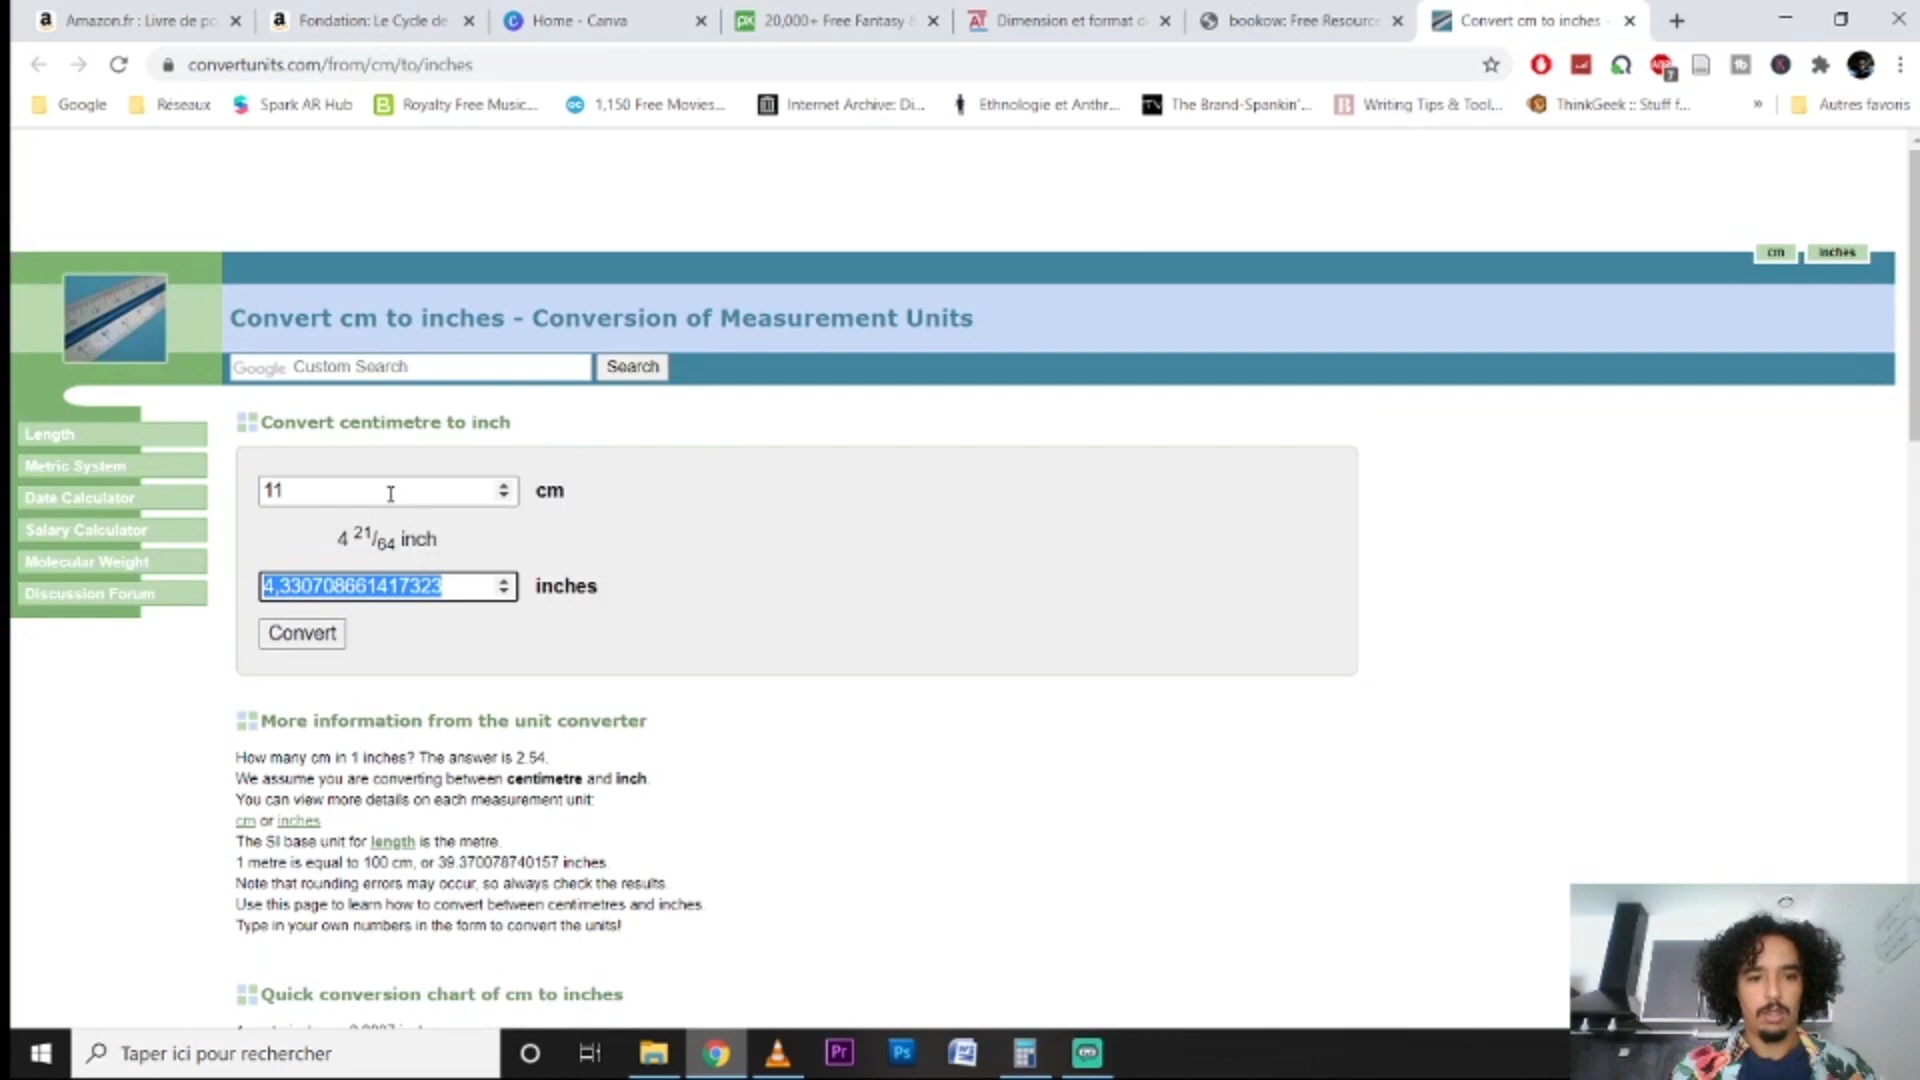 Amazon.fr : Livre de po
Fondation: Le Cycle de
Home - Canva
20,000+ Free Fantasy &
Dimension et format d
bookow: Free Resourc
Convert cm to inches -
convertunits.com/from/cm/to/inches
Google
Réseaux
Spark AR Hub
Royalty Free Music...
1,150 Free Movies...
Internet Archive: Di...
Ethnologie et Anthr...
The Brand-Spankin'...
Writing Tips & Tool...
ThinkGeek :: Stuff f...
»
Autres favoris
cm
inches
Convert cm to inches - Conversion of Measurement Units
Google Custom Search
Search
Length
Metric System
Date Calculator
Salary Calculator
Molecular Weight
Discussion Forum
Convert centimetre to inch
11 cm
4 21/64 inch
4,330708661417323 inches
Convert
More information from the unit converter
How many cm in 1 inches? The answer is 2.54.
We assume you are converting between centimetre and inch.
You can view more details on each measurement unit:
cm or inches
The SI base unit for length is the metre.
1 metre is equal to 100 cm, or 39.370078740157 inches.
Note that rounding errors may occur, so always check the results.
Use this page to learn how to convert between centimetres and inches.
Type in your own numbers in the form to convert the units!
Quick conversion chart of cm to inches
Taper ici pour rechercher
Pr
Ps